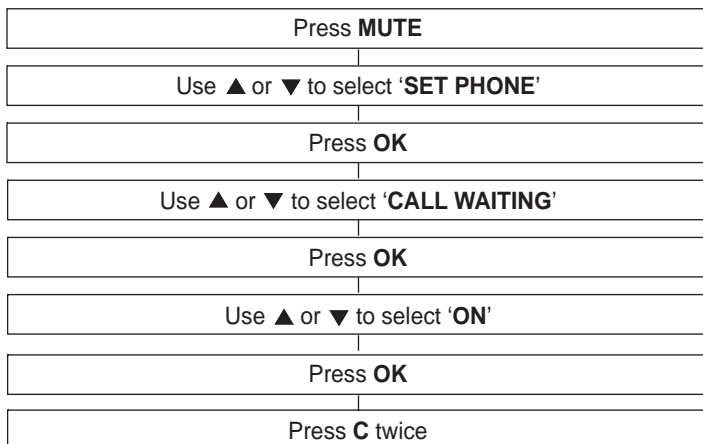 Press MUTE
Use ▲ or ▼ to select ‘SET PHONE’
Press OK
Use ▲ or ▼ to select ‘CALL WAITING’
Press OK
Use ▲ or ▼ to select ‘ON’
Press OK
Press C twice